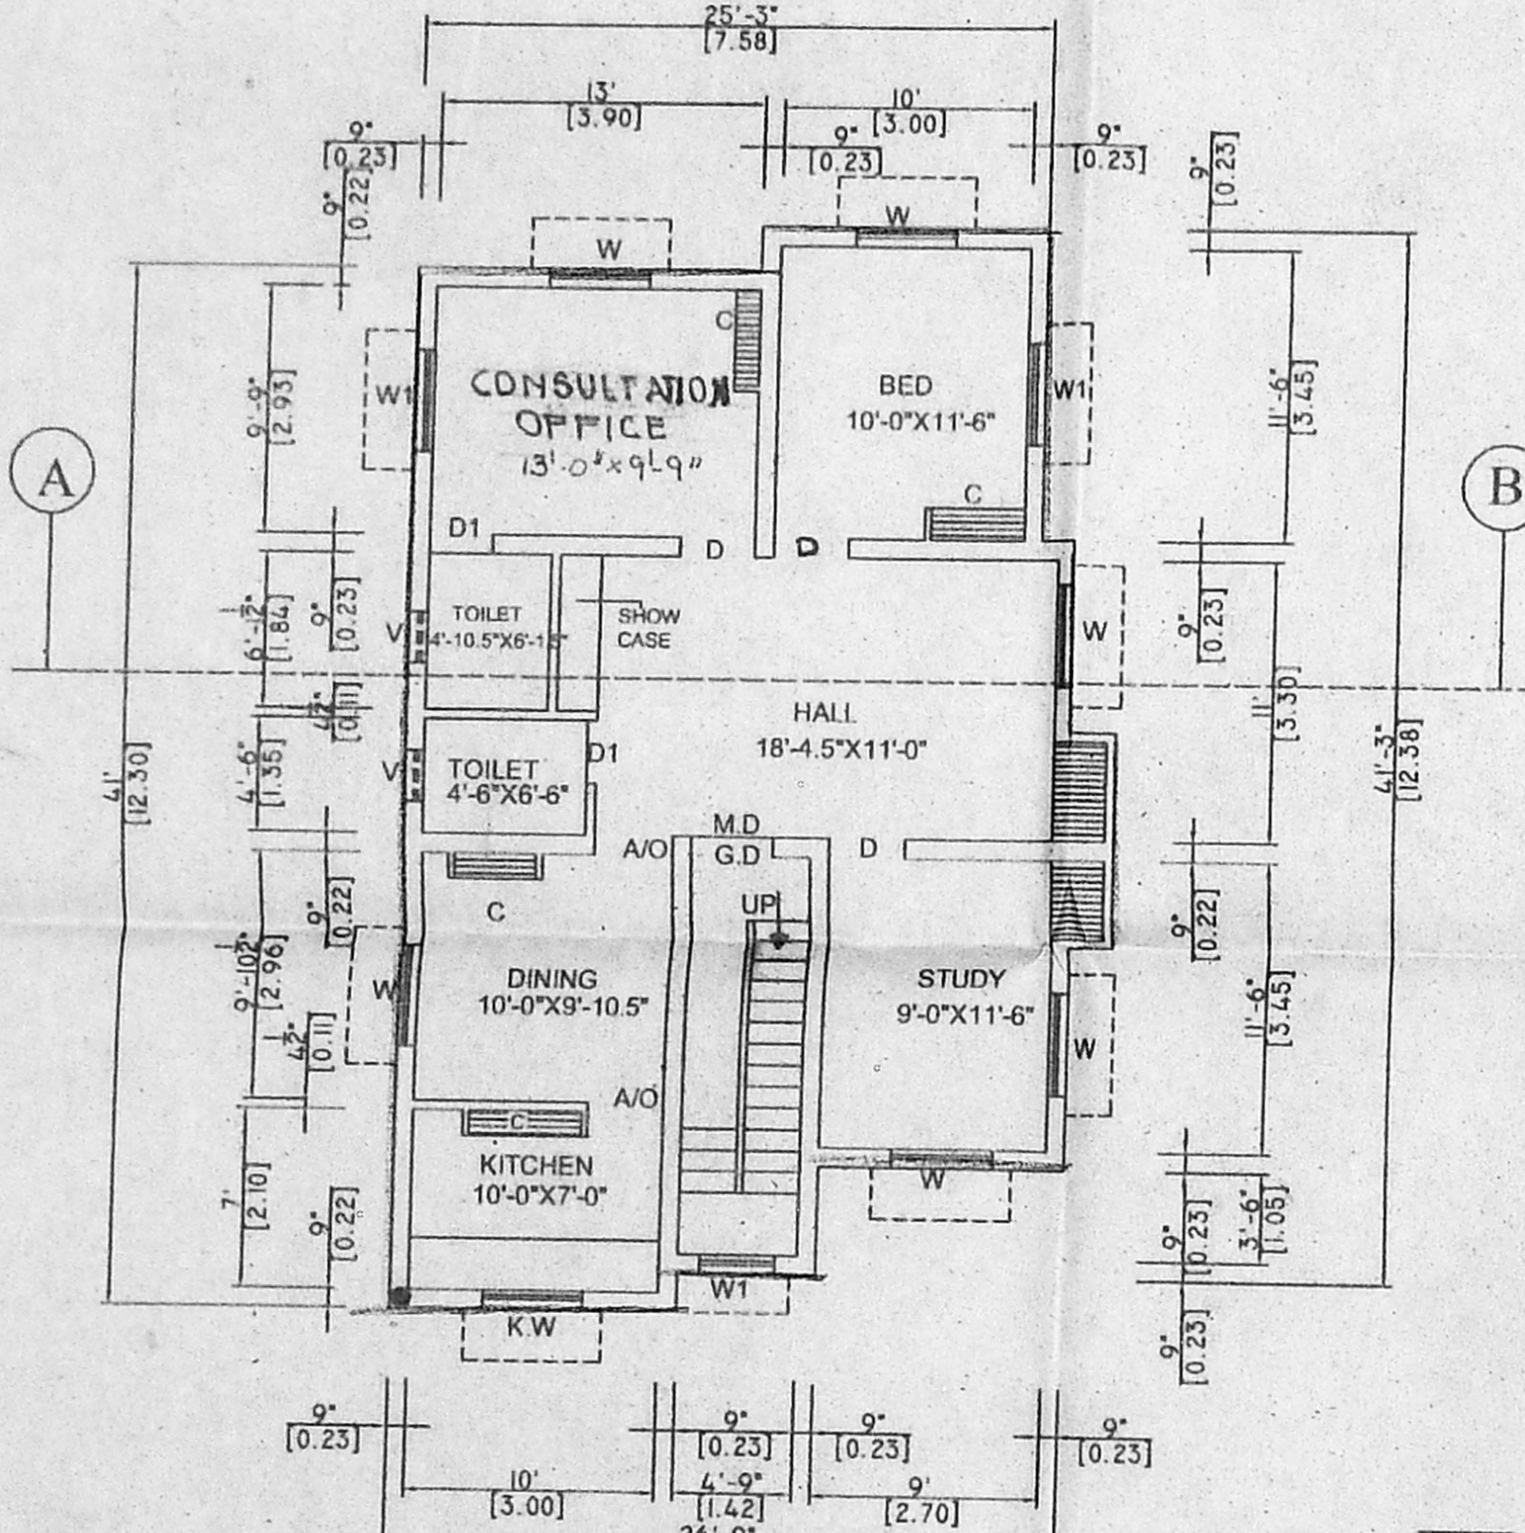 25'-3"
[7.58]
13'
[3.90]
10'
[3.00]
9"
[0.23]
9"
[0.23]
9"
[0.23]
9"
[0.22]
9"
[0.23]
W
W
C
CONSULTATION
OFFICE
13'-0"x9'-9"
W1
BED
10'-0"X11'-6"
W1
C
9'-9"
[2.93]
11'-6"
[3.45]
A
B
D1
D
D
TOILET
4'-10.5"X6'-1.5"
V
SHOW
CASE
W
6'-1½"
[1.84]
9"
[0.23]
9"
[0.23]
4½"
[0.11]
HALL
18'-4.5"X11'-0"
11'
[3.30]
41'
[12.30]
4'-6"
[1.35]
V
TOILET
4'-6"X6'-6"
D1
41'-3"
[12.38]
M.D
A/O
G.D
D
9"
[0.22]
9"
[0.22]
C
UP
9'-10½"
[2.96]
W
DINING
10'-0"X9'-10.5"
STUDY
9'-0"X11'-6"
11'-6"
[3.45]
4½"
[0.11]
W
A/O
C
KITCHEN
10'-0"X7'-0"
W
7'
[2.10]
9"
[0.22]
9"
[0.23]
3'-6"
[1.05]
W1
K.W
9"
[0.23]
9"
[0.23]
9"
[0.23]
9"
[0.23]
9"
[0.23]
10'
[3.00]
4'-9"
[1.42]
9'
[2.70]